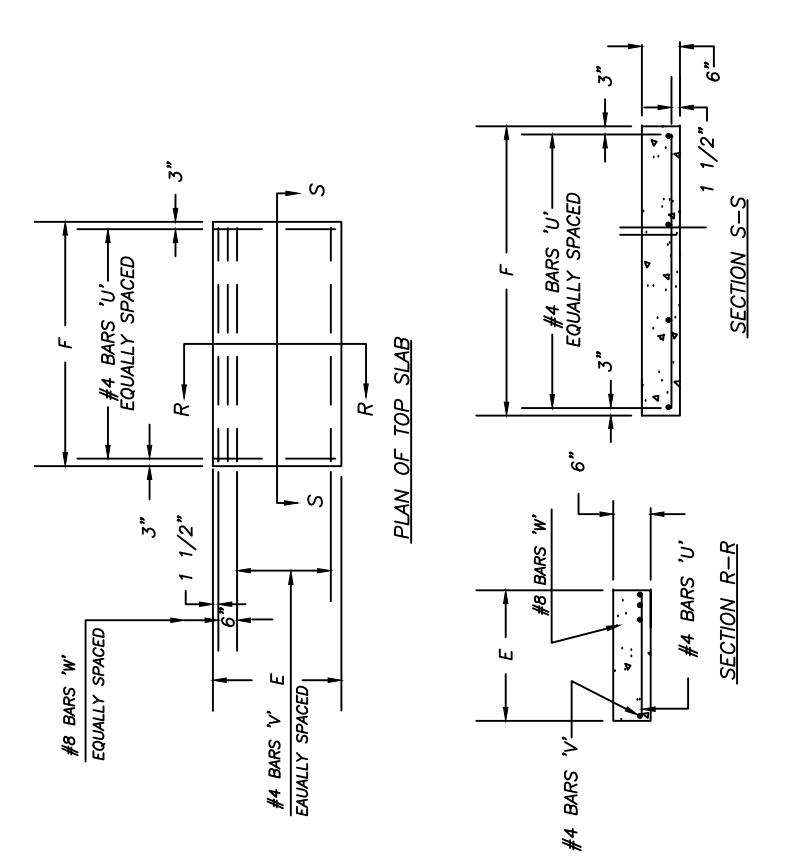 #8 BARS 'W'
EQUALLY SPACED
F
#4 BARS 'U'
EQUALLY SPACED
3"
3"
1 1/2"
6"
R
R
S
S
E
#4 BARS 'V'
EAUALLY SPACED
PLAN OF TOP SLAB
F
#4 BARS 'U'
EQUALLY SPACED
3"
3"
6"
1 1/2"
SECTION S-S
E
#8 BARS 'W'
6"
#4 BARS 'V'
#4 BARS 'U'
SECTION R-R